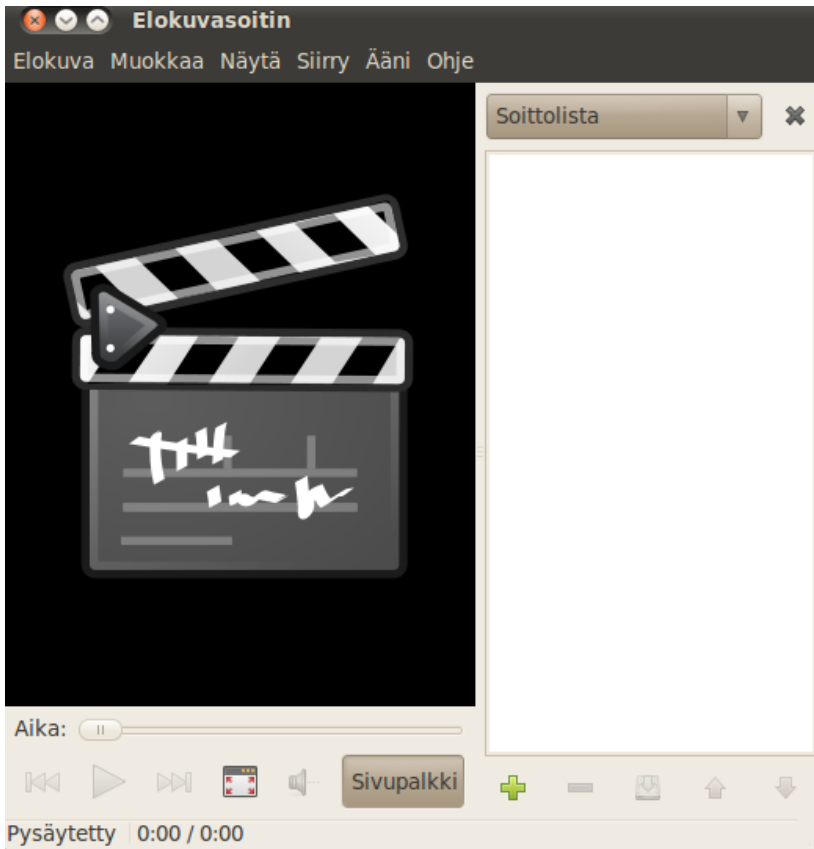 Elokuvasoitin
Elokuva Muokkaa Näytä Siirry Ääni Ohje
Soittolista
Aika:
Sivupalkki
Pysäytetty 0:00 / 0:00